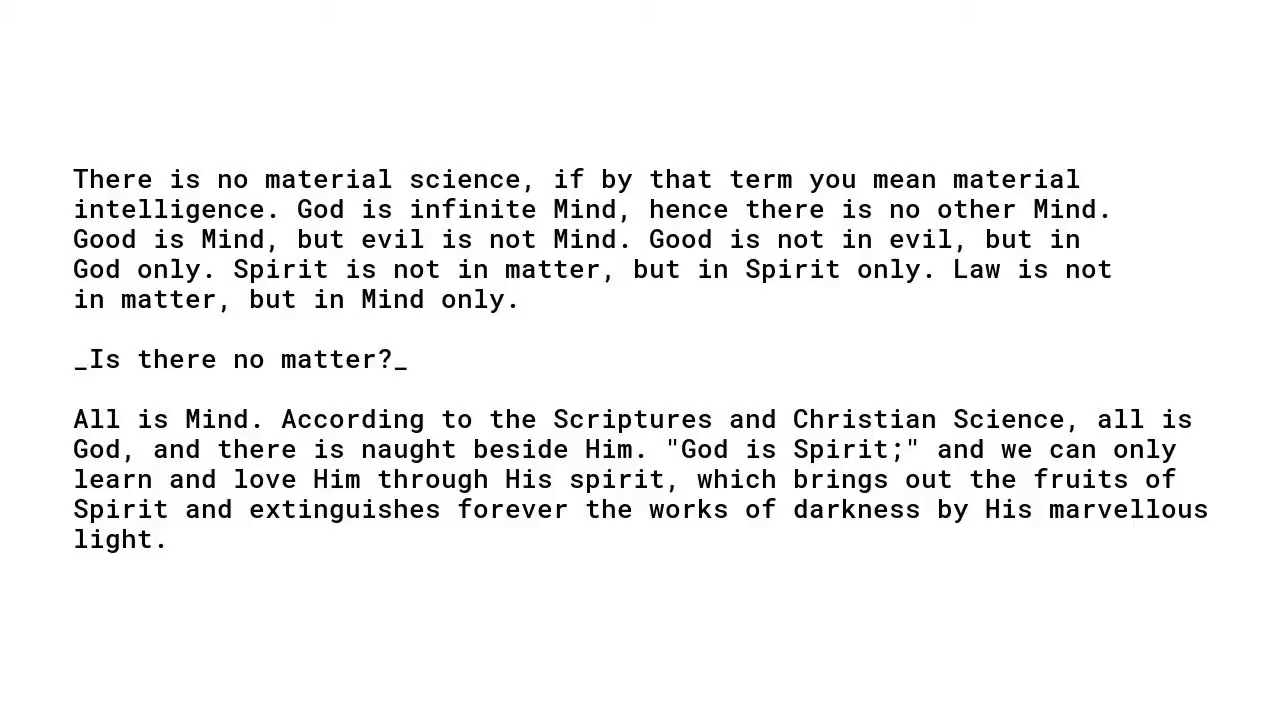 There is no material science, if by that term you mean material
intelligence. God is infinite Mind, hence there is no other Mind.
Good is Mind, but evil is not Mind. Good is not in evil, but in
God only. Spirit is not in matter, but in Spirit only. Law is not
in matter, but in Mind only.

_Is there no matter?_

All is Mind. According to the Scriptures and Christian Science, all is
God, and there is naught beside Him. "God is Spirit;" and we can only
learn and love Him through His spirit, which brings out the fruits of
Spirit and extinguishes forever the works of darkness by His marvellous
light.